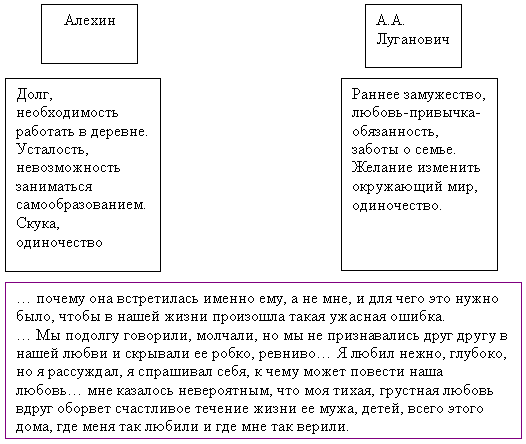 Алехин
А.А.
Луганович
Долг,
необходимость
работать в деревне.
Усталость,
невозможность
заниматься
самообразованием.
Скука,
одиночество
Раннее замужество,
любовь-привычка-
обязанность,
заботы о семье.
Желание изменить
окружающий мир,
одиночество.
… почему она встретилась именно ему, а не мне, и для чего это нужно
было, чтобы в нашей жизни произошла такая ужасная ошибка.
… Мы подолгу говорили, молчали, но мы не признавались друг другу в
нашей любви и скрывали ее робко, ревниво… Я любил нежно, глубоко,
но я рассуждал, я спрашивал себя, к чему может повести наша
любовь… мне казалось невероятным, что моя тихая, грустная любовь
вдруг оборвет счастливое течение жизни ее мужа, детей, всего этого
дома, где меня так любили и где мне так верили.